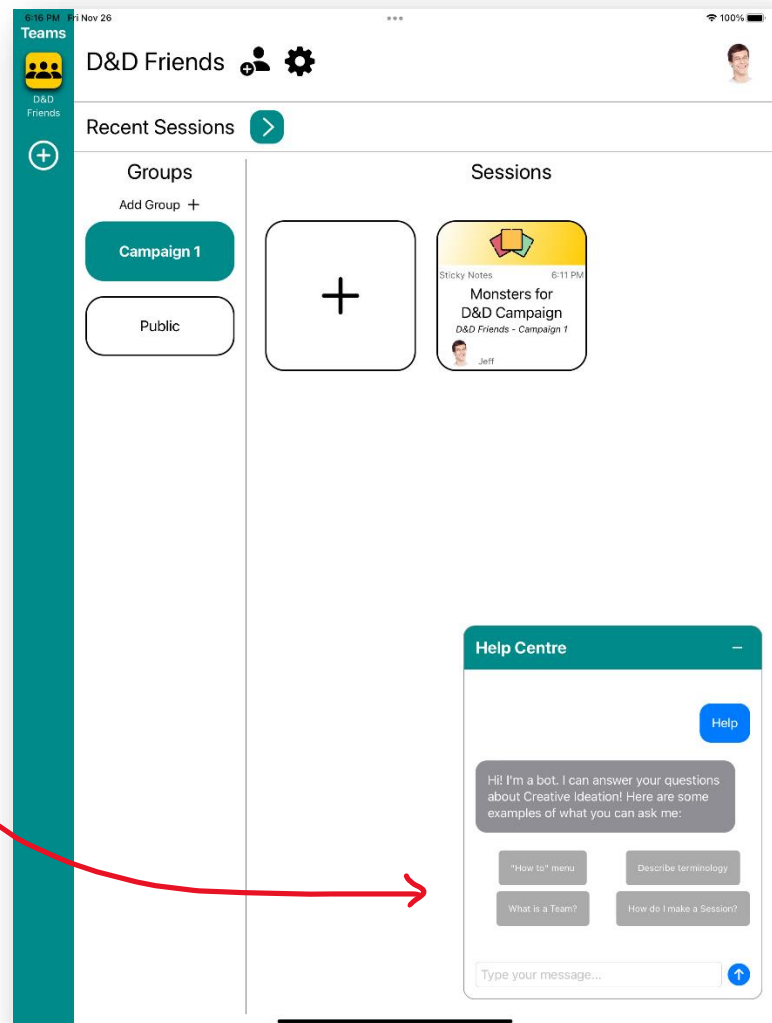 6:16 PM Fri Nov 26
100%
Teams
D&D
Friends
D&D Friends
Recent Sessions
Groups
Add Group +
Campaign 1
Public
Sessions
+
Sticky Notes 6:11 PM
Monsters for
D&D Campaign
D&D Friends - Campaign 1
Jeff
Help Centre
Help
Hi! I'm a bot. I can answer your questions
about Creative Ideation! Here are some
examples of what you can ask me:
"How to" menu
Describe terminology
What is a Team?
How do I make a Session?
Type your message...